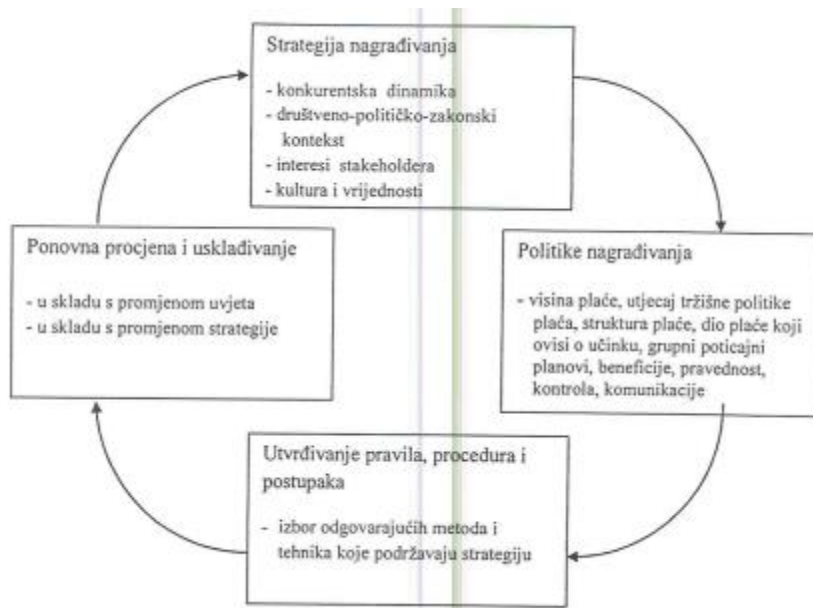 Strategija nagrađivanja
- konkurentska dinamika
- društveno-političko-zakonski
kontekst
- interesi stakeholdera
- kultura i vrijednosti
Politike nagrađivanja
- visina plaće, utjecaj tržišne politike
plaća, struktura plaće, dio plaće koji
ovisi o učinku, grupni poticajni
planovi, beneficije, pravednost,
kontrola, komunikacije
Utvrđivanje pravila, procedura i
postupaka
- izbor odgovarajućih metoda i
tehnika koje podržavaju strategiju
Ponovna procjena i usklađivanje
- u skladu s promjenom uvjeta
- u skladu s promjenom strategije